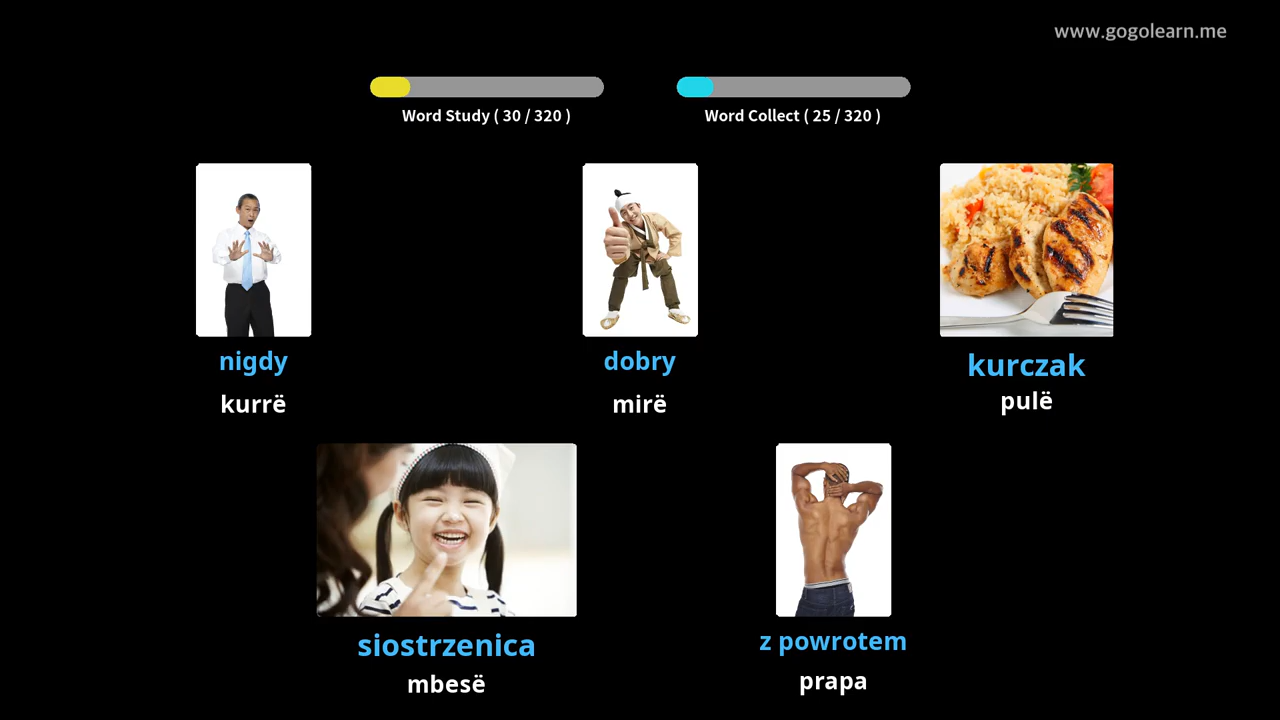 www.gogolearn.me
Word Study ( 30 / 320 )
Word Collect ( 25 / 320 )
nigdy
kurrë
dobry
mirë
kurczak
pulë
siostrzenica
mbesë
z powrotem
prapa